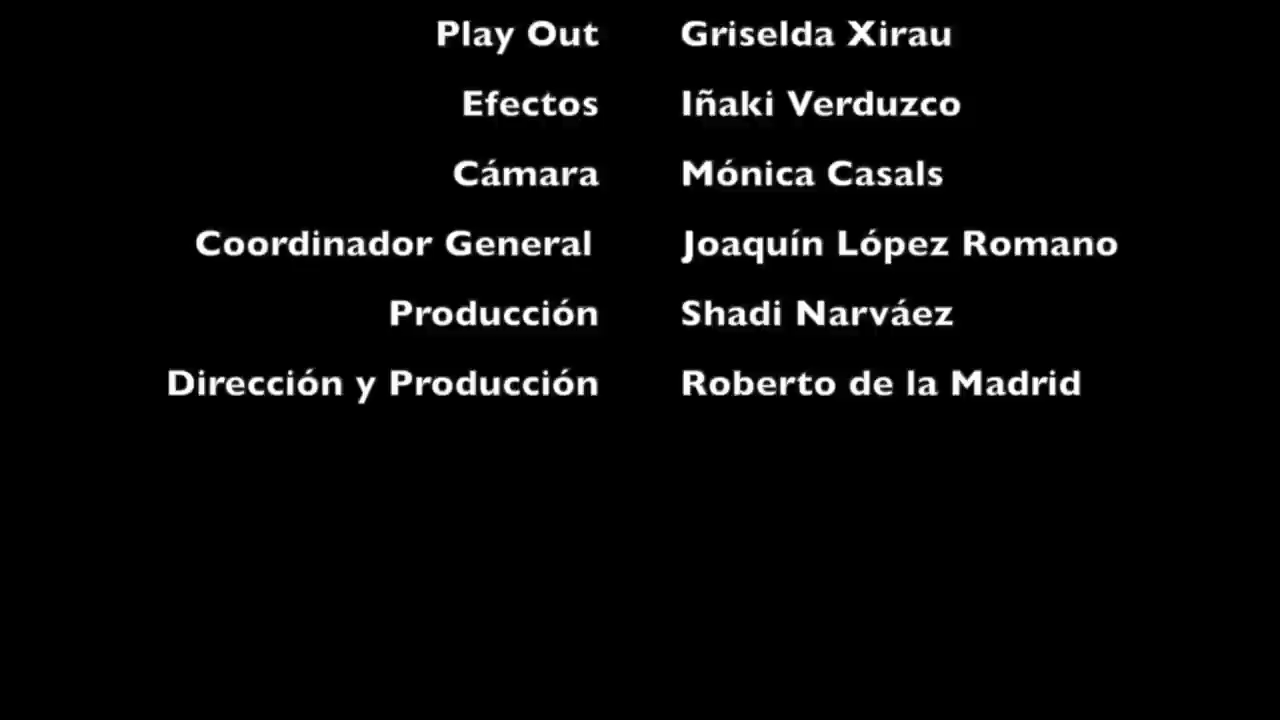 Play Out Griselda Xirau
Efectos Iñaki Verduzco
Cámara Mónica Casals
Coordinador General Joaquín López Romano
Producción Shadi Narváez
Dirección y Producción Roberto de la Madrid